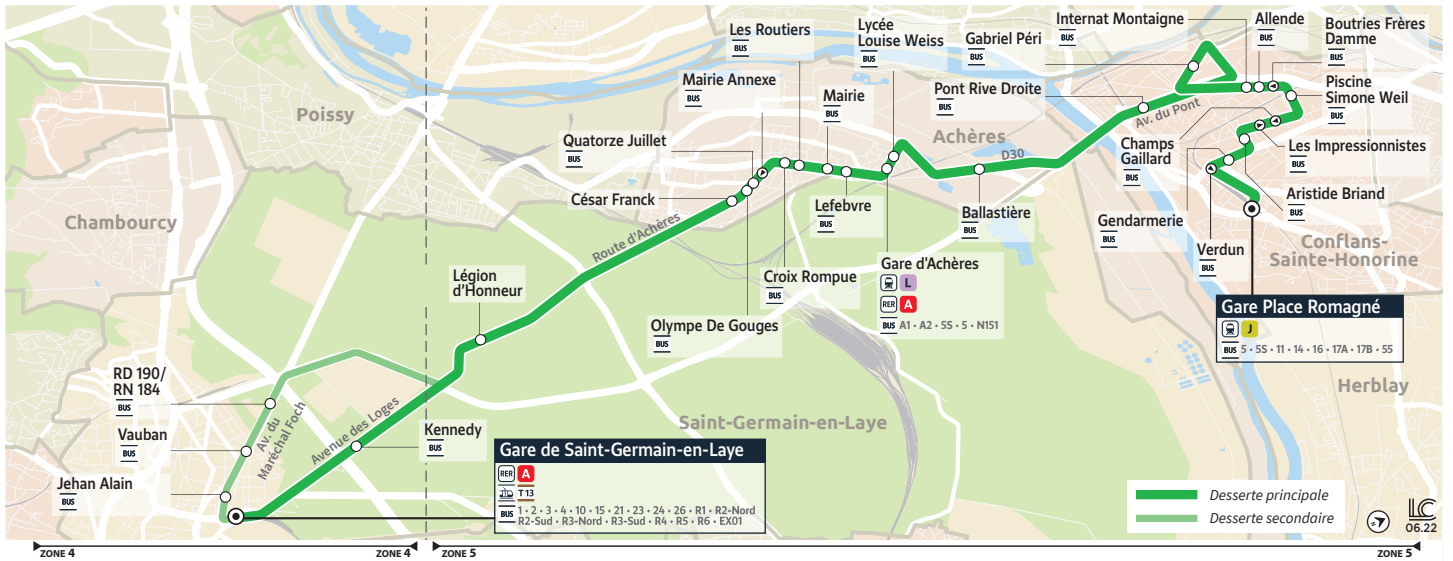 Les Routiers
BUS
Lycée
Louise Weiss
BUS
Gabriel Péri
BUS
Internat Montaigne
BUS
Allende
BUS
Boutries Frères
Damme
BUS
Mairie Annexe
BUS
Mairie
BUS
Pont Rive Droite
BUS
Av. du Pont
Piscine
Simone Weil
BUS
Poissy
Quatorze Juillet
BUS
Achères
D30
Champs
Gaillard
BUS
Les Impressionnistes
BUS
César Franck
Lefebvre
BUS
Ballastière
BUS
Aristide Briand
BUS
Gendarmerie
BUS
Chambourcy
Route d'Achères
Verdun
BUS
Conflans-
Sainte-Honorine
Légion
d'Honneur
Croix Rompue
BUS
Gare d'Achères
L
RER A
BUS A1 • A2 • 5S • 5 • N151
Olympe De Gouges
BUS
Gare Place Romagné
J
BUS 5 • 5S • 11 • 14 • 16 • 17A • 17B • 55
RD 190/
RN 184
BUS
Herblay
Av. du
Maréchal Foch
Avenue des Loges
Saint-Germain-en-Laye
Vauban
BUS
Kennedy
BUS
Jehan Alain
BUS
Gare de Saint-Germain-en-Laye
RER A
T13
BUS 1 • 2 • 3 • 4 • 10 • 15 • 21 • 23 • 24 • 26 • R1 • R2-Nord
R2-Sud • R3-Nord • R3-Sud • R4 • R5 • R6 • EX01
Desserte principale
Desserte secondaire
LC
06.22
ZONE 4
ZONE 4
ZONE 5
ZONE 5